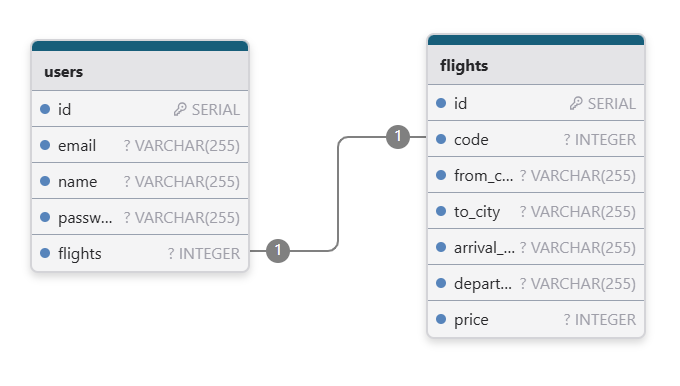 users
id SERIAL
email ? VARCHAR(255)
name ? VARCHAR(255)
passw... ? VARCHAR(255)
flights ? INTEGER
1
1
flights
id SERIAL
code ? INTEGER
from_c... ? VARCHAR(255)
to_city ? VARCHAR(255)
arrival_... ? VARCHAR(255)
depart... ? VARCHAR(255)
price ? INTEGER